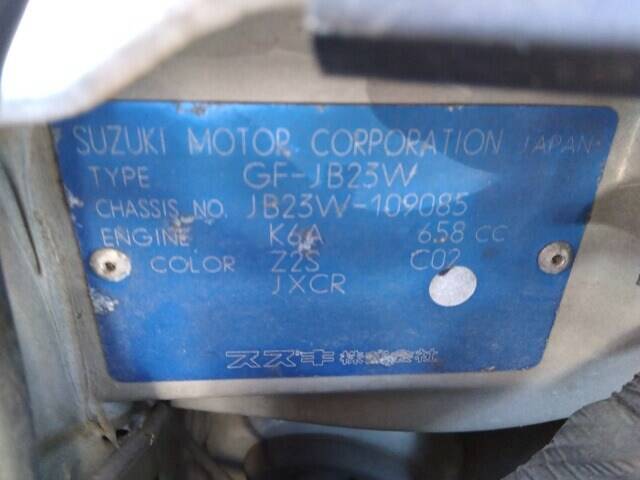 SUZUKI MOTOR CORPORATION JAPAN
TYPE GF-JB23W
CHASSIS NO. JB23W-109085
ENGINE K6A 658 CC
COLOR Z2S C02
JXCR
スズキ株式会社